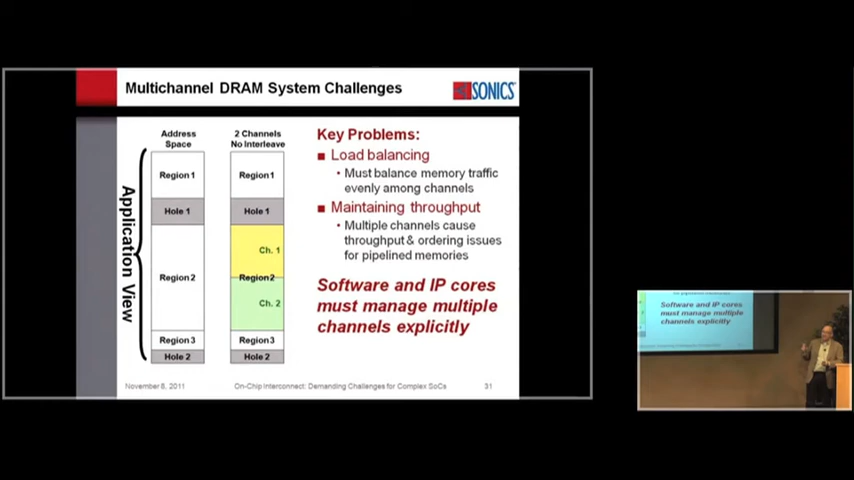 Multichannel DRAM System Challenges
SONICS
Address
Space
2 Channels
No Interleave
Application View
Region 1
Hole 1
Region 2
Region 3
Hole 2
Region 1
Hole 1
Ch. 1
Region 2
Ch. 2
Region 3
Hole 2
Key Problems:
■ Load balancing
• Must balance memory traffic
evenly among channels
■ Maintaining throughput
• Multiple channels cause
throughput & ordering issues
for pipelined memories
Software and IP cores
must manage multiple
channels explicitly
November 8, 2011
On-Chip Interconnect: Demanding Challenges for Complex SoCs
31
Software and IP cores
must manage multiple
channels explicitly